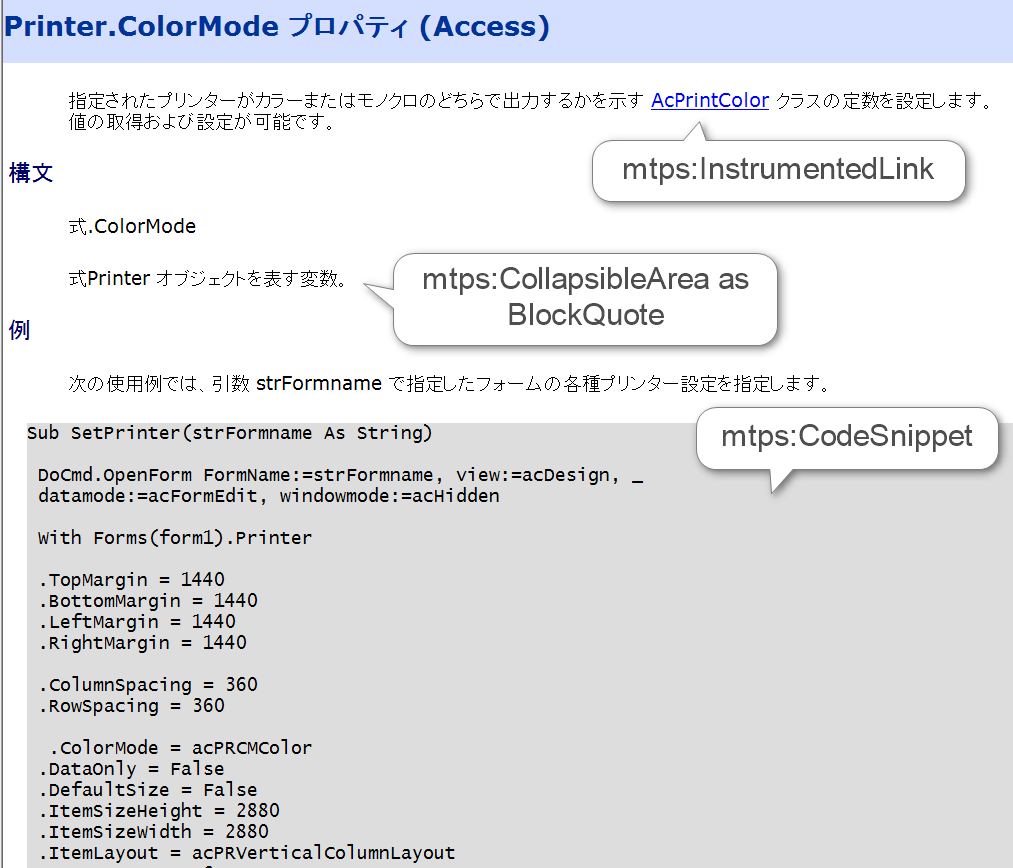 Printer.ColorMode プロパティ (Access)
指定されたプリンターがカラーまたはモノクロのどちらで出力するかを示す AcPrintColor クラスの定数を設定します。
値の取得および設定が可能です。
mtps:InstrumentedLink
構文
式.ColorMode
式Printer オブジェクトを表す変数。
mtps:CollapsibleArea as
BlockQuote
例
次の使用例では、引数 strFormname で指定したフォームの各種プリンター設定を指定します。
mtps:CodeSnippet
Sub SetPrinter(strFormname As String)
DoCmd.OpenForm FormName:=strFormname, view:=acDesign, _
datamode:=acFormEdit, windowmode:=acHidden
With Forms(form1).Printer
.TopMargin = 1440
.BottomMargin = 1440
.LeftMargin = 1440
.RightMargin = 1440
.ColumnSpacing = 360
.RowSpacing = 360
.ColorMode = acPRCMColor
.DataOnly = False
.DefaultSize = False
.ItemSizeHeight = 2880
.ItemSizeWidth = 2880
.ItemLayout = acPRVerticalColumnLayout